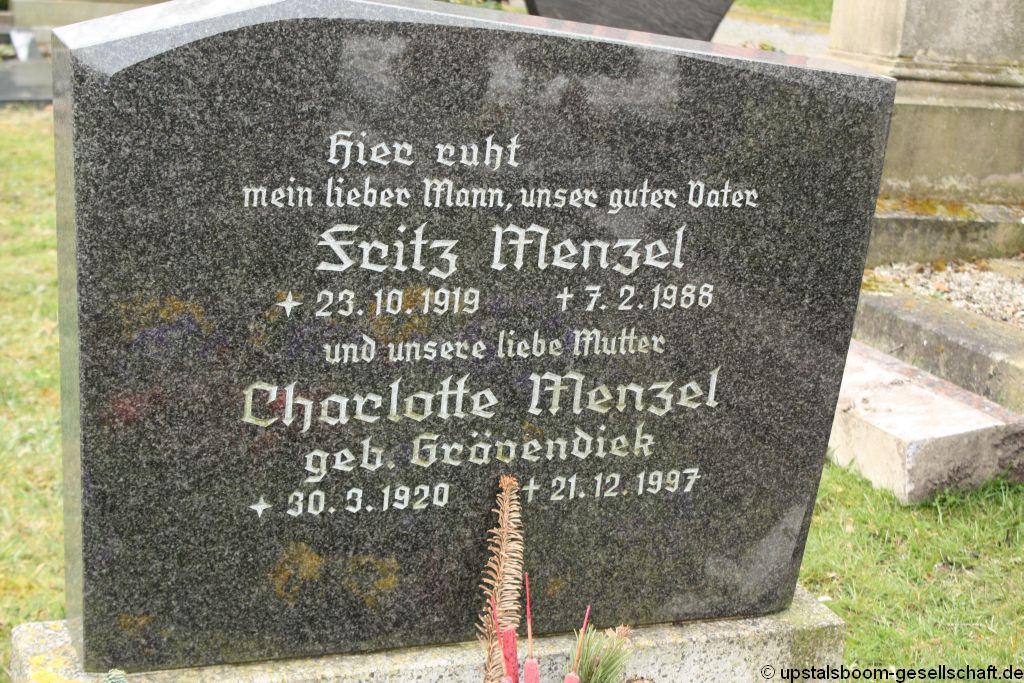 Hier ruht
mein lieber Mann, unser guter Vater
Fritz Menzel
✦ 23. 10. 1919 † 7. 2. 1988
und unsere liebe Mutter
Charlotte Menzel
geb. Grövendiek
✦ 30. 3. 1920 † 21. 12. 1997
© upstalsboom-gesellschaft.de